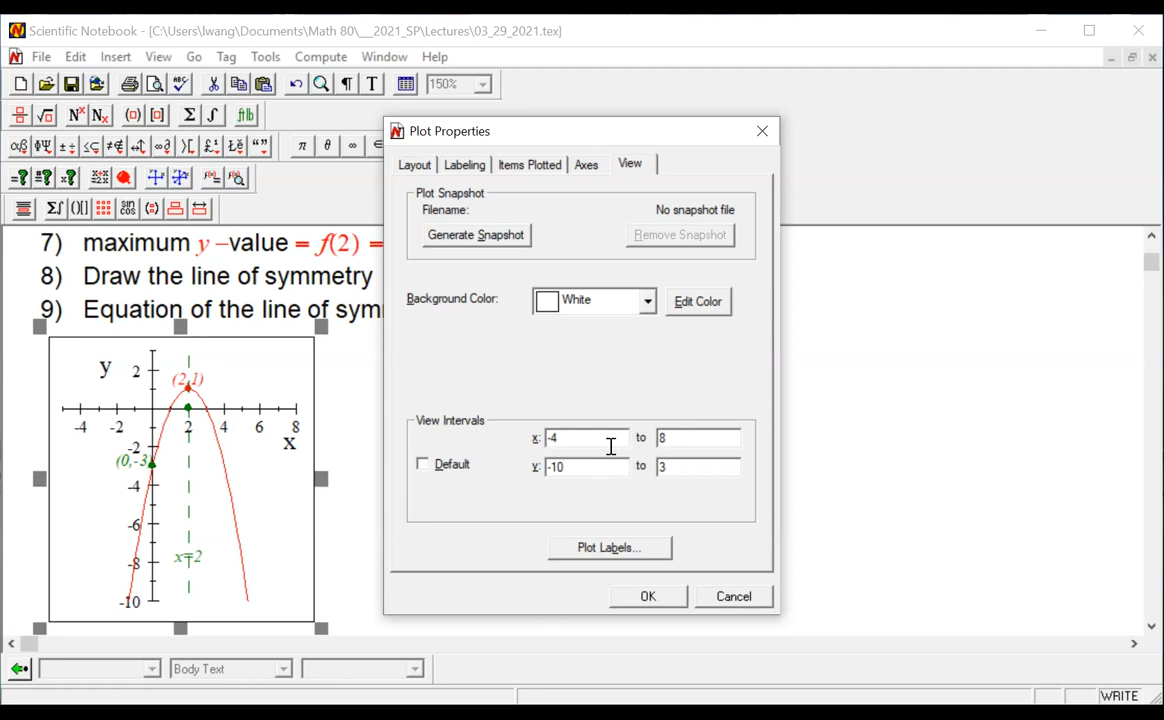 Scientific Notebook - [C:\Users\lwang\Documents\Math 80\__2021_SP\Lectures\03_29_2021.tex]
File Edit Insert View Go Tag Tools Compute Window Help
150%
Plot Properties
Layout Labeling Items Plotted Axes View
Plot Snapshot
Filename: No snapshot file
Generate Snapshot Remove Snapshot
Background Color: White Edit Color
View Intervals
x: -4 to 8
Default
y: -10 to 3
Plot Labels...
OK Cancel
7) maximum y –value = f(2) =
8) Draw the line of symmetry
9) Equation of the line of sym
y
2
(2,1)
-4 -2 2 4 6 8
x
-2
(0,-3)
-4
-6
-8
x=2
-10
Body Text
WRITE